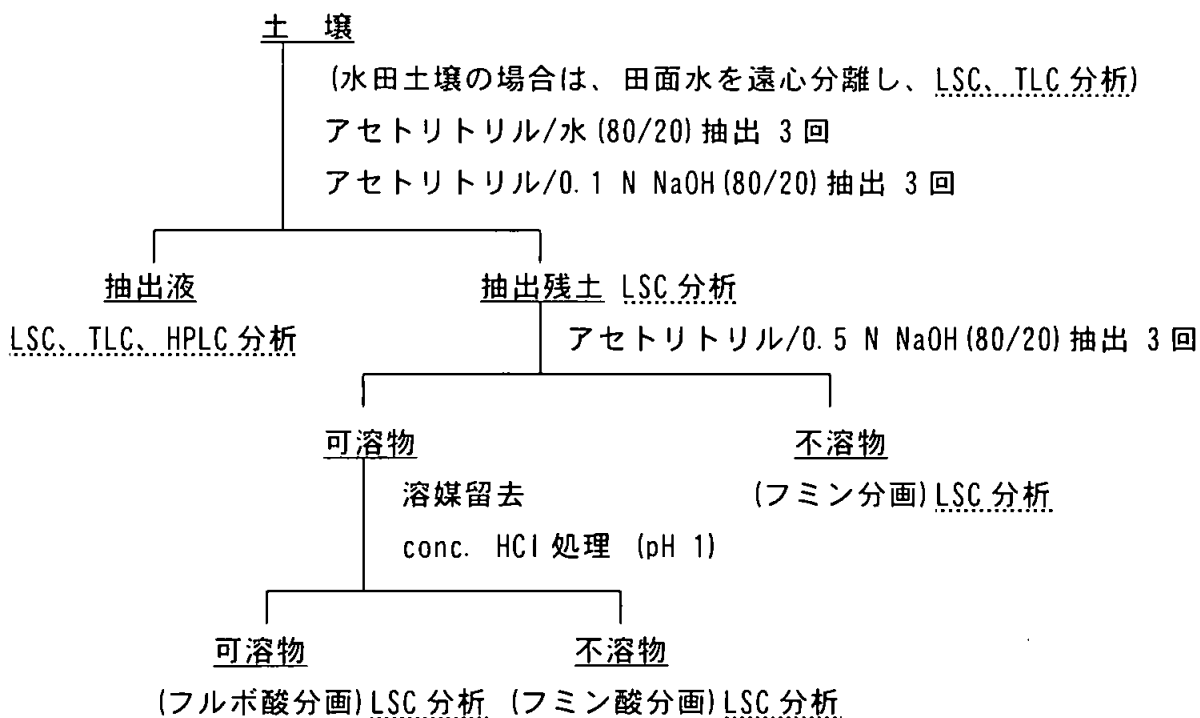 土　壌
(水田土壌の場合は、田面水を遠心分離し、LSC、TLC 分析)
アセトリトリル/水(80/20)抽出 3 回
アセトリトリル/0.1 N NaOH(80/20)抽出 3 回
抽出液
抽出残土 LSC 分析
LSC、TLC、HPLC 分析
アセトリトリル/0.5 N NaOH(80/20)抽出 3 回
可溶物
不溶物
溶媒留去
(フミン分画)LSC 分析
conc. HCl 処理 (pH 1)
可溶物
不溶物
(フルボ酸分画)LSC 分析
(フミン酸分画)LSC 分析